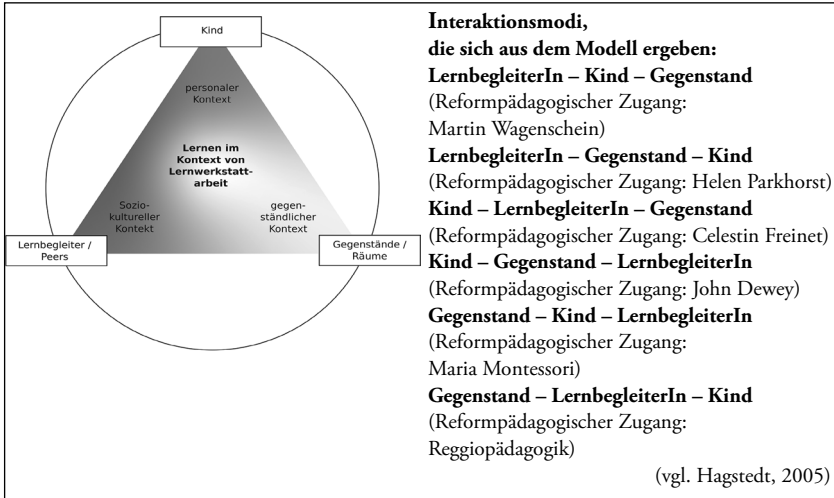 Kind
personaler
Kontext
Lernen im
Kontext von
Lernwerkstatt-
arbeit
Sozio-
kultureller
Kontekt
gegen-
ständlicher
Kontext
Lernbegleiter /
Peers
Gegenstände /
Räume
Interaktionsmodi,
die sich aus dem Modell ergeben:
LernbegleiterIn – Kind – Gegenstand
(Reformpädagogischer Zugang:
Martin Wagenschein)
LernbegleiterIn – Gegenstand – Kind
(Reformpädagogischer Zugang: Helen Parkhorst)
Kind – LernbegleiterIn – Gegenstand
(Reformpädagogischer Zugang: Celestin Freinet)
Kind – Gegenstand – LernbegleiterIn
(Reformpädagogischer Zugang: John Dewey)
Gegenstand – Kind – LernbegleiterIn
(Reformpädagogischer Zugang:
Maria Montessori)
Gegenstand – LernbegleiterIn – Kind
(Reformpädagogischer Zugang:
Reggiopädagogik)
(vgl. Hagstedt, 2005)